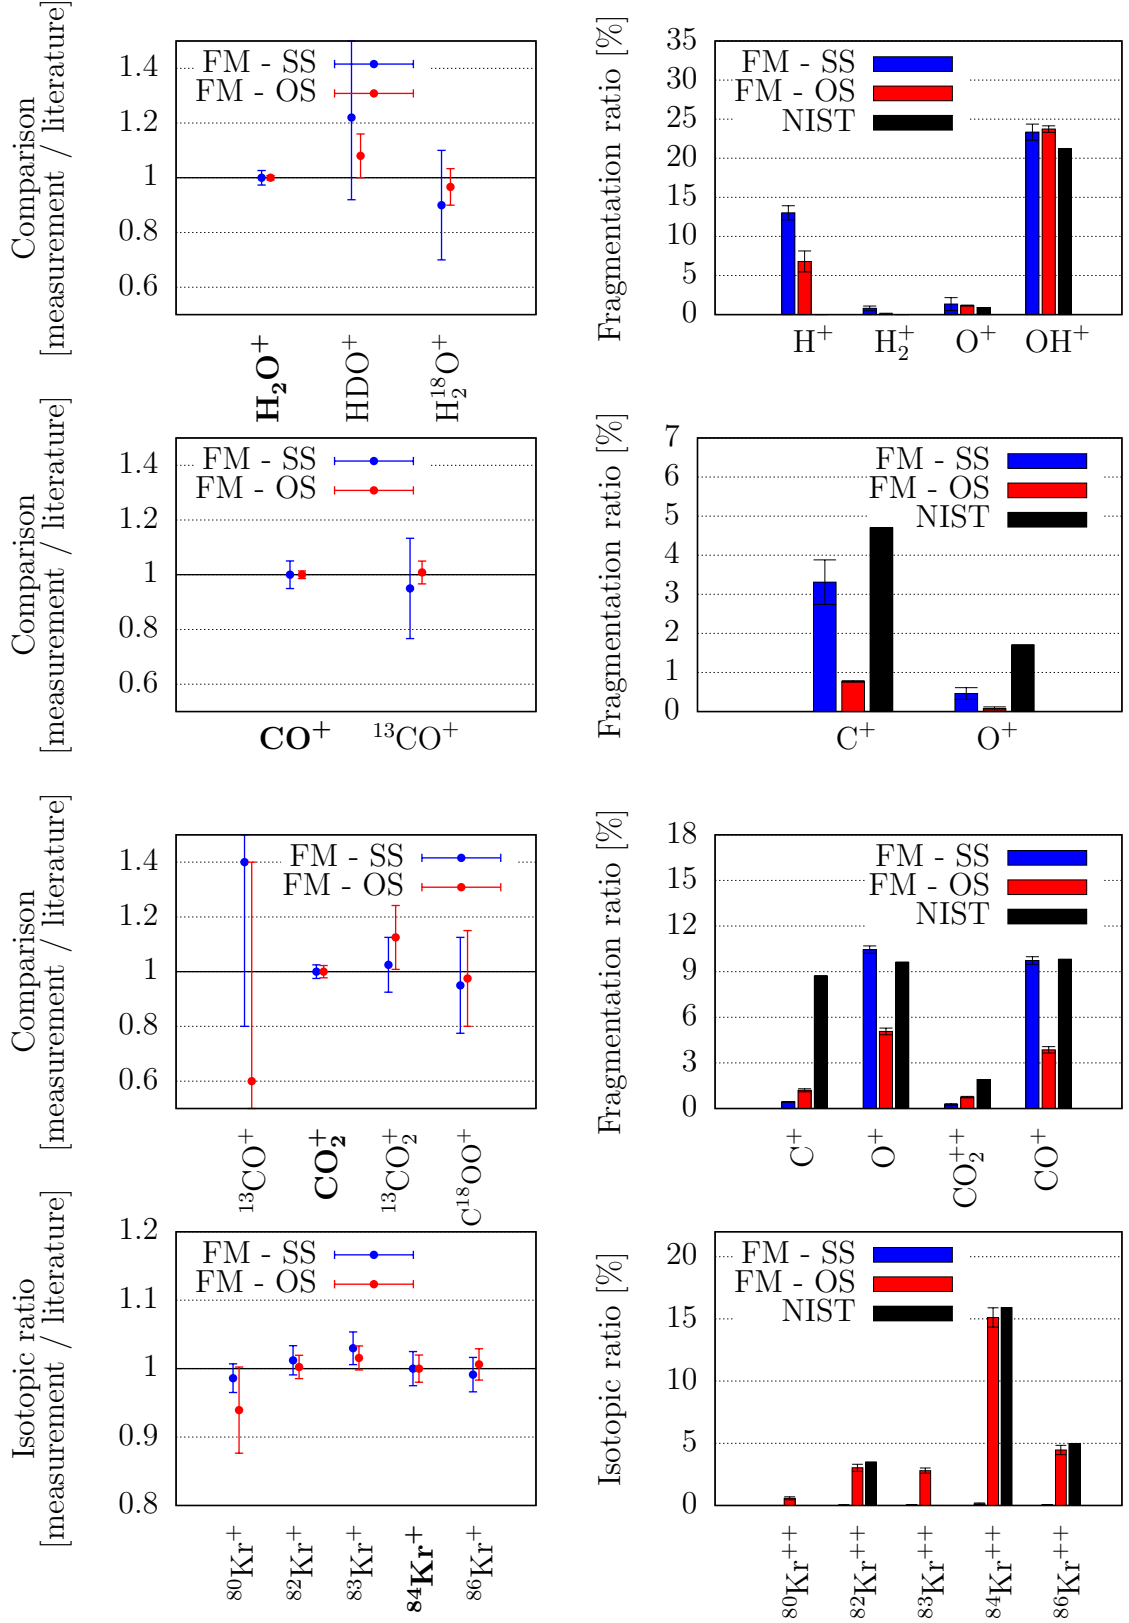 Comparison
[measurement / literature]
1.4
1.2
1
0.8
0.6
FM - SS
FM - OS
H₂O⁺
HDO⁺
H₂¹⁸O⁺
Fragmentation ratio [%]
35
30
25
20
15
10
5
0
FM - SS
FM - OS
NIST
H⁺
H₂⁺
O⁺
OH⁺
Comparison
[measurement / literature]
1.4
1.2
1
0.8
0.6
FM - SS
FM - OS
CO⁺
¹³CO⁺
Fragmentation ratio [%]
7
6
5
4
3
2
1
0
FM - SS
FM - OS
NIST
C⁺
O⁺
Comparison
[measurement / literature]
1.4
1.2
1
0.8
0.6
FM - SS
FM - OS
¹³CO⁺
CO₂⁺
¹³CO₂⁺
C¹⁸OO⁺
Fragmentation ratio [%]
18
15
12
9
6
3
0
FM - SS
FM - OS
NIST
C⁺
O⁺
CO₂⁺⁺
CO⁺
Isotopic ratio
[measurement / literature]
1.2
1.1
1
0.9
0.8
FM - SS
FM - OS
⁸⁰Kr⁺
⁸²Kr⁺
⁸³Kr⁺
⁸⁴Kr⁺
⁸⁶Kr⁺
Isotopic ratio [%]
20
15
10
5
0
FM - SS
FM - OS
NIST
⁸⁰Kr⁺⁺
⁸²Kr⁺⁺
⁸³Kr⁺⁺
⁸⁴Kr⁺⁺
⁸⁶Kr⁺⁺